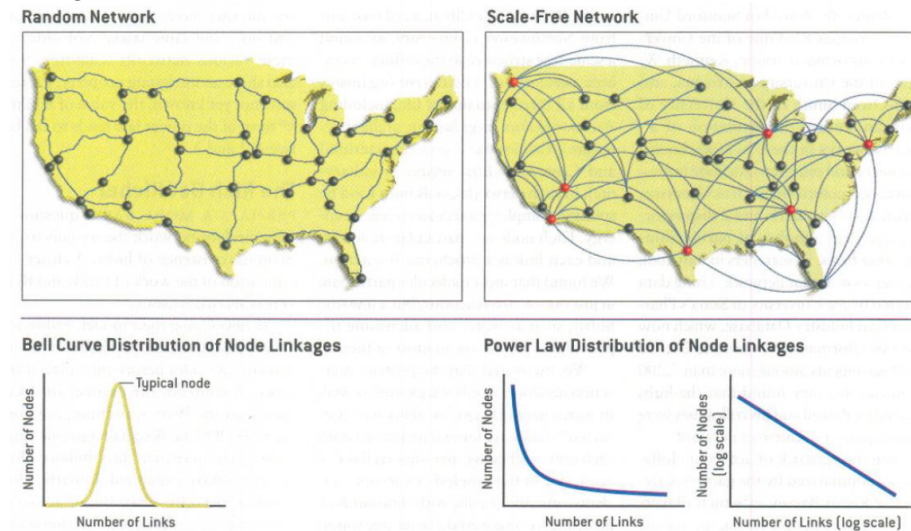 Random Network
Scale-Free Network
Bell Curve Distribution of Node Linkages
Typical node
Number of Nodes
Number of Links
Power Law Distribution of Node Linkages
Number of Nodes
Number of Links
Number of Nodes
(log scale)
Number of Links (log scale)